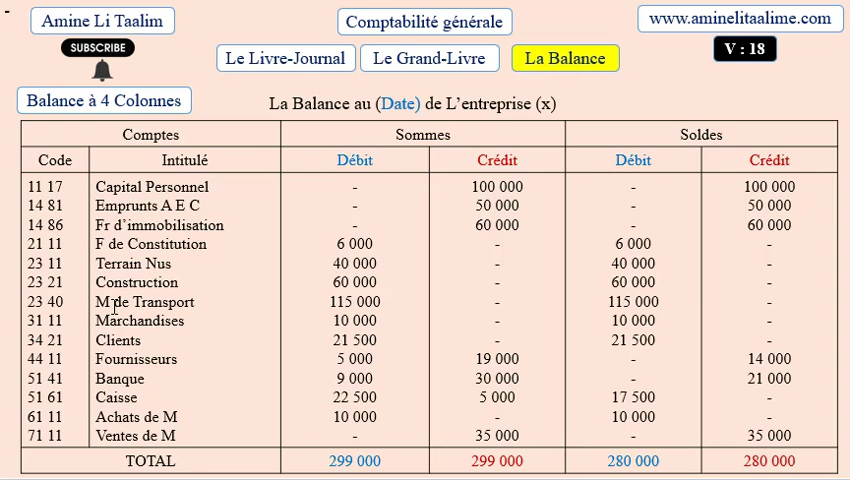 Amine Li Taalim
Comptabilité générale
www.aminelitaalime.com
SUBSCRIBE
Le Livre-Journal Le Grand-Livre La Balance
V : 18
Balance à 4 Colonnes
La Balance au (Date) de L’entreprise (x)
Comptes Sommes Soldes
Code Intitulé Débit Crédit Débit Crédit
11 17 Capital Personnel - 100 000 - 100 000
14 81 Emprunts A E C - 50 000 - 50 000
14 86 Fr d’immobilisation - 60 000 - 60 000
21 11 F de Constitution 6 000 - 6 000 -
23 11 Terrain Nus 40 000 - 40 000 -
23 21 Construction 60 000 - 60 000 -
23 40 M de Transport 115 000 - 115 000 -
31 11 Marchandises 10 000 - 10 000 -
34 21 Clients 21 500 - 21 500 -
44 11 Fournisseurs 5 000 19 000 - 14 000
51 41 Banque 9 000 30 000 - 21 000
51 61 Caisse 22 500 5 000 17 500 -
61 11 Achats de M 10 000 - 10 000 -
71 11 Ventes de M - 35 000 - 35 000
TOTAL 299 000 299 000 280 000 280 000